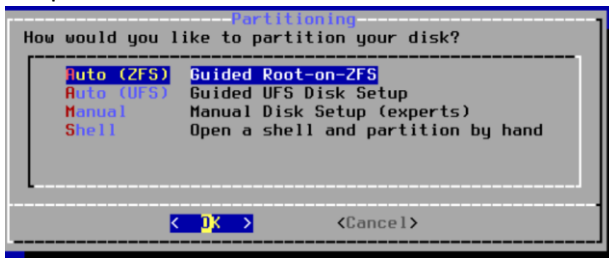 Partitioning
How would you like to partition your disk?
Auto (ZFS) Guided Root-on-ZFS
Auto (UFS) Guided UFS Disk Setup
Manual Manual Disk Setup (experts)
Shell Open a shell and partition by hand
< OK > <Cancel>